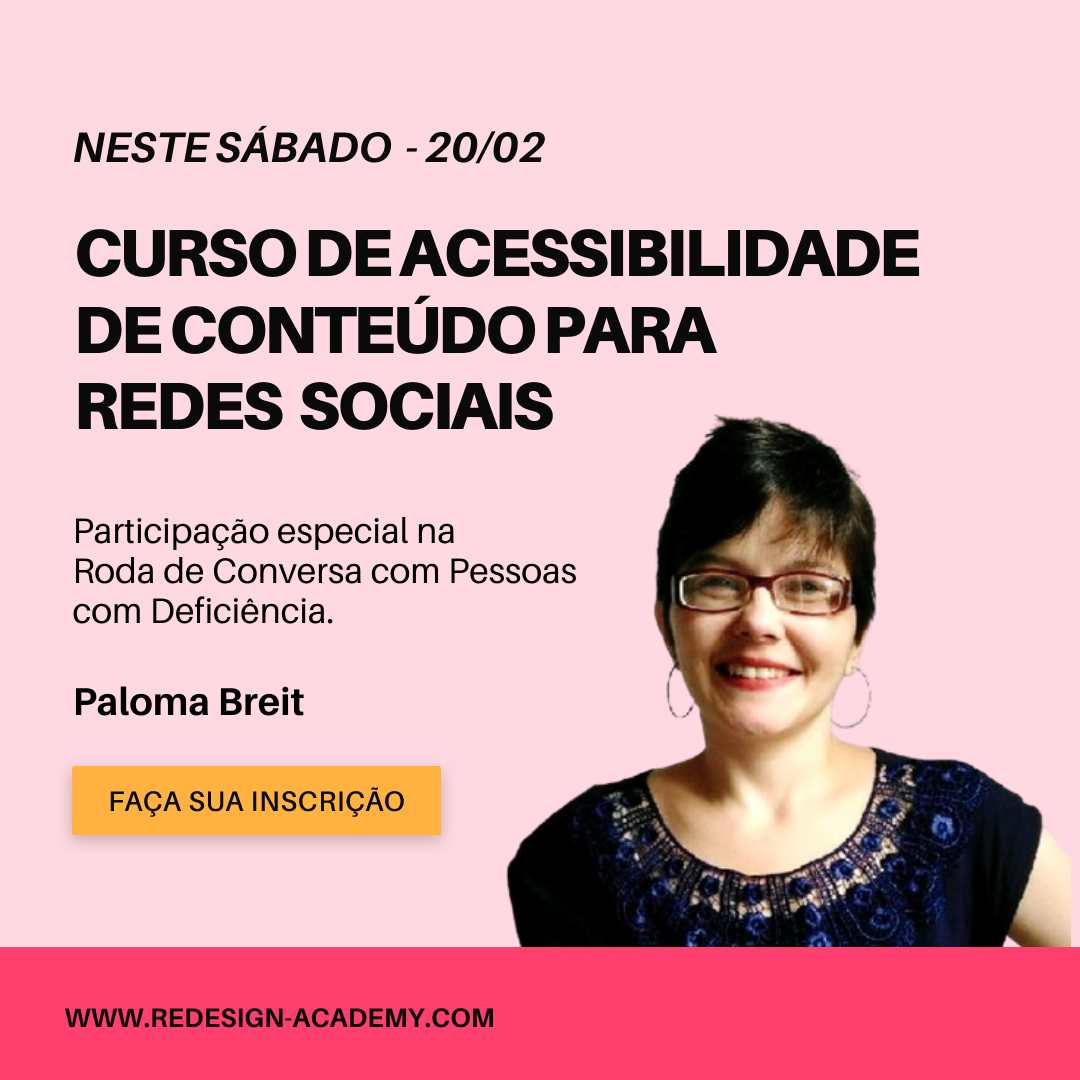 NESTE SÁBADO - 20/02
CURSO DE ACESSIBILIDADE
DE CONTEÚDO PARA
REDES SOCIAIS
Participação especial na
Roda de Conversa com Pessoas
com Deficiência.
Paloma Breit
FAÇA SUA INSCRIÇÃO
WWW.REDESIGN-ACADEMY.COM